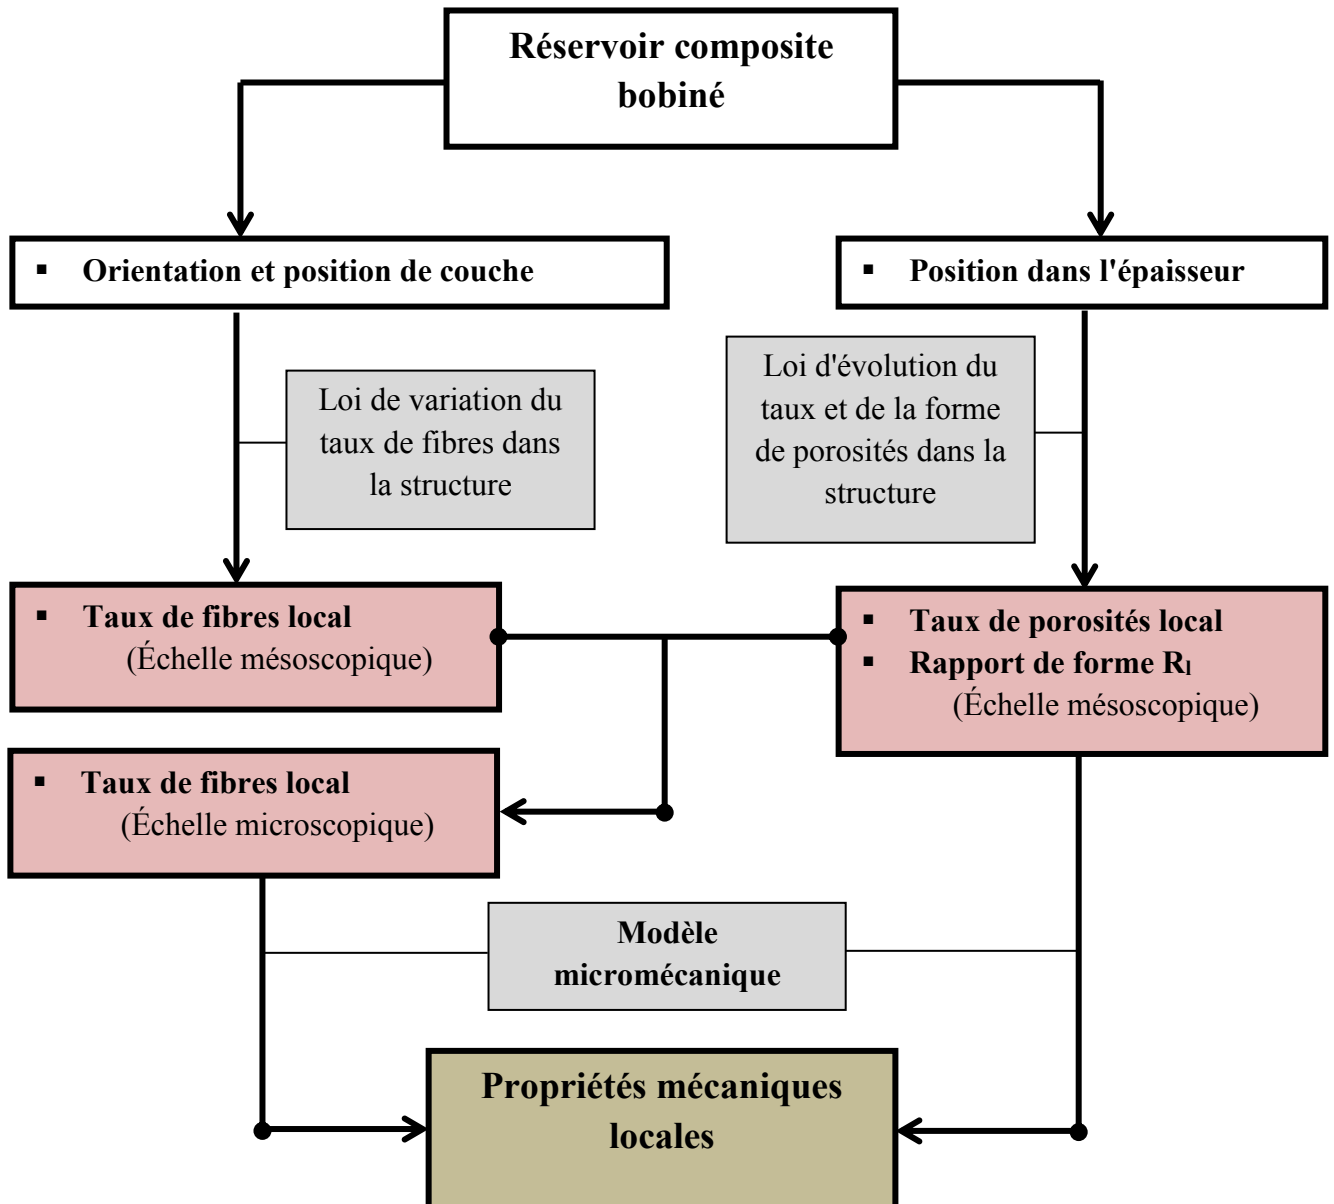 Réservoir composite
bobiné
▪ Orientation et position de couche
▪ Position dans l'épaisseur
Loi de variation du
taux de fibres dans
la structure
Loi d'évolution du
taux et de la forme
de porosités dans la
structure
▪ Taux de fibres local
(Échelle mésoscopique)
▪ Taux de porosités local
▪ Rapport de forme Rₗ
(Échelle mésoscopique)
▪ Taux de fibres local
(Échelle microscopique)
Modèle
micromécanique
Propriétés mécaniques
locales